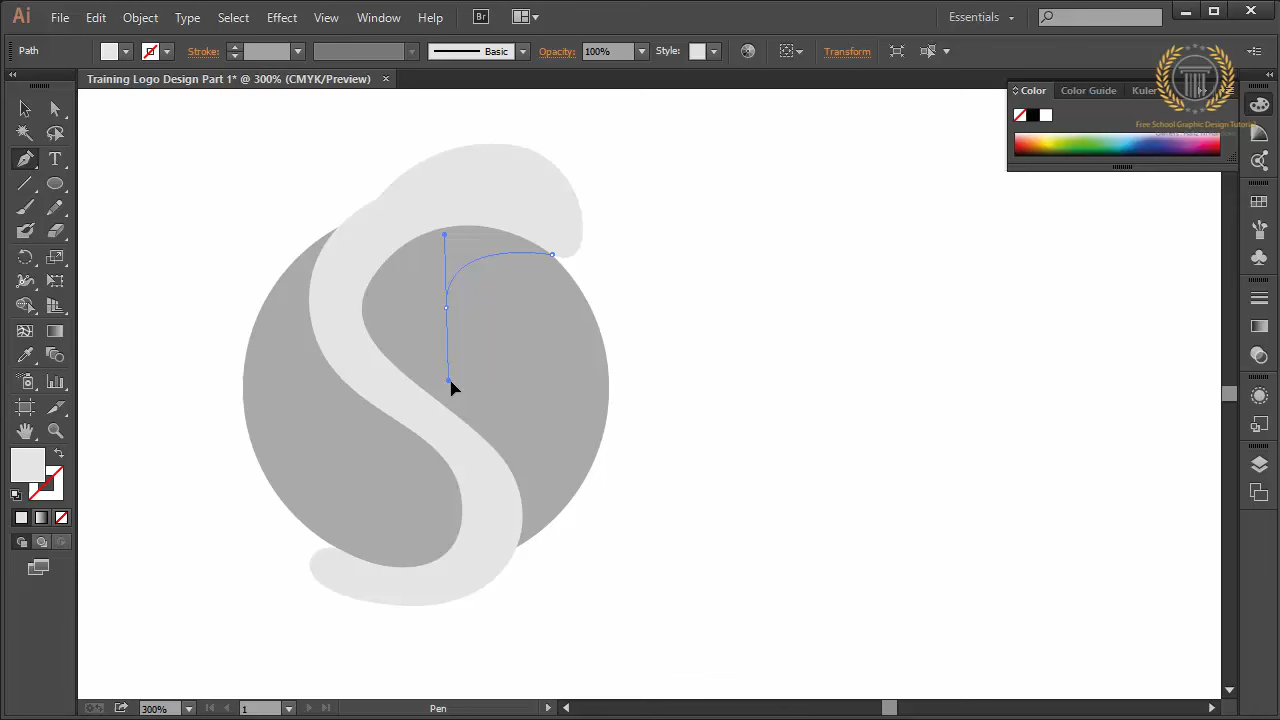 Ai File Edit Object Type Select Effect View Window Help Br Essentials
Path Stroke: Basic Opacity: 100% Style: Transform
Training Logo Design Part 1* @ 300% (CMYK/Preview)
Color Color Guide Kuler
Free School Graphic Design Tutorial
300% 1 Pen